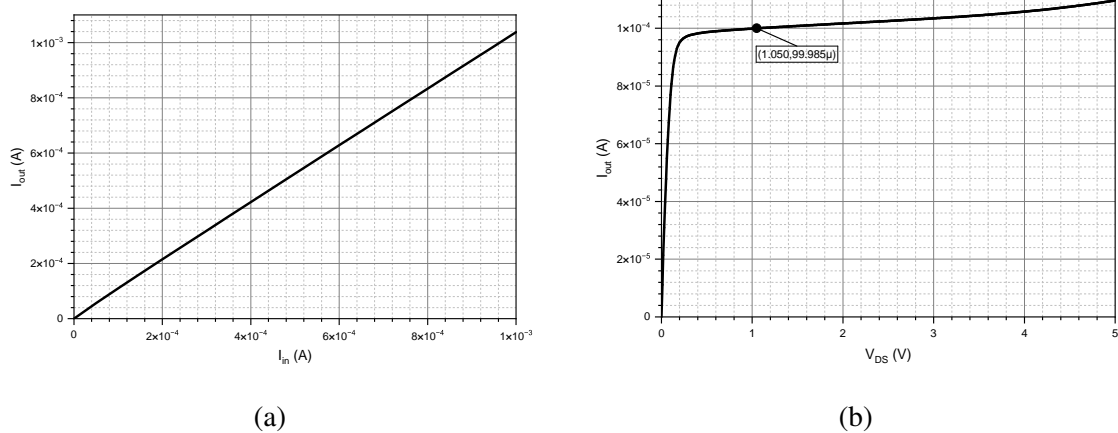 1×10⁻³
8×10⁻⁴
6×10⁻⁴
4×10⁻⁴
2×10⁻⁴
0
I_out (A)
0 2×10⁻⁴ 4×10⁻⁴ 6×10⁻⁴ 8×10⁻⁴ 1×10⁻³
I_in (A)
(a)
1×10⁻⁴
8×10⁻⁵
6×10⁻⁵
4×10⁻⁵
2×10⁻⁵
0
I_out (A)
(1.050,99.985μ)
0 1 2 3 4 5
V_DS (V)
(b)